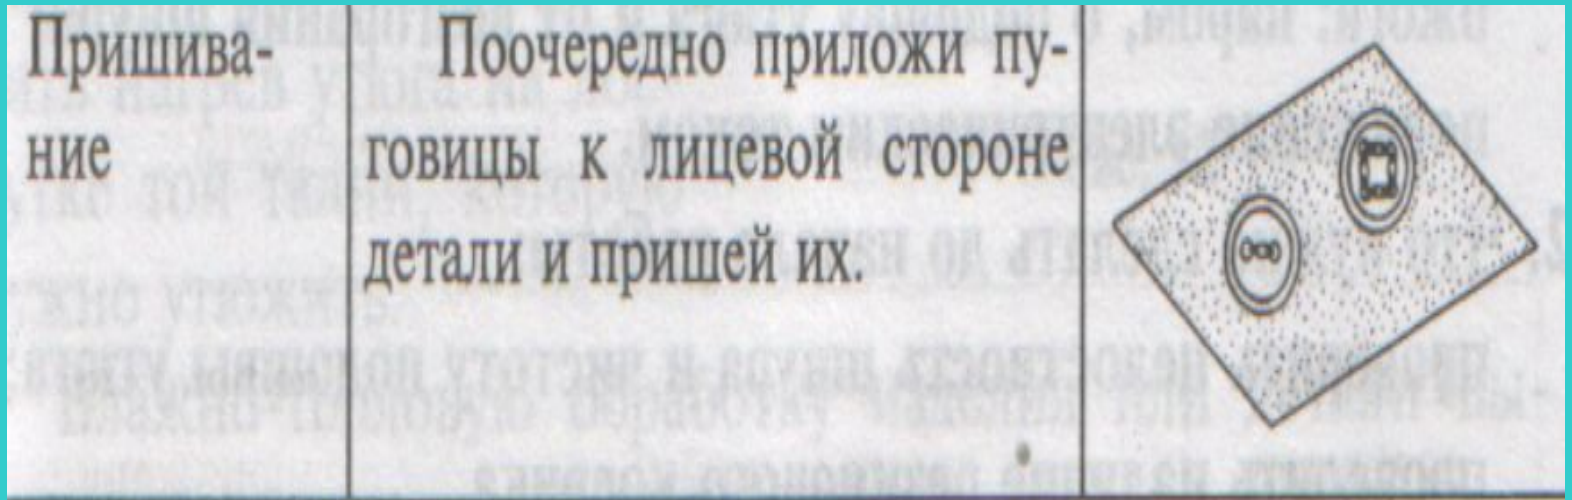 Пришива-
ние
Поочередно приложи пу-
говицы к лицевой стороне
детали и пришей их.